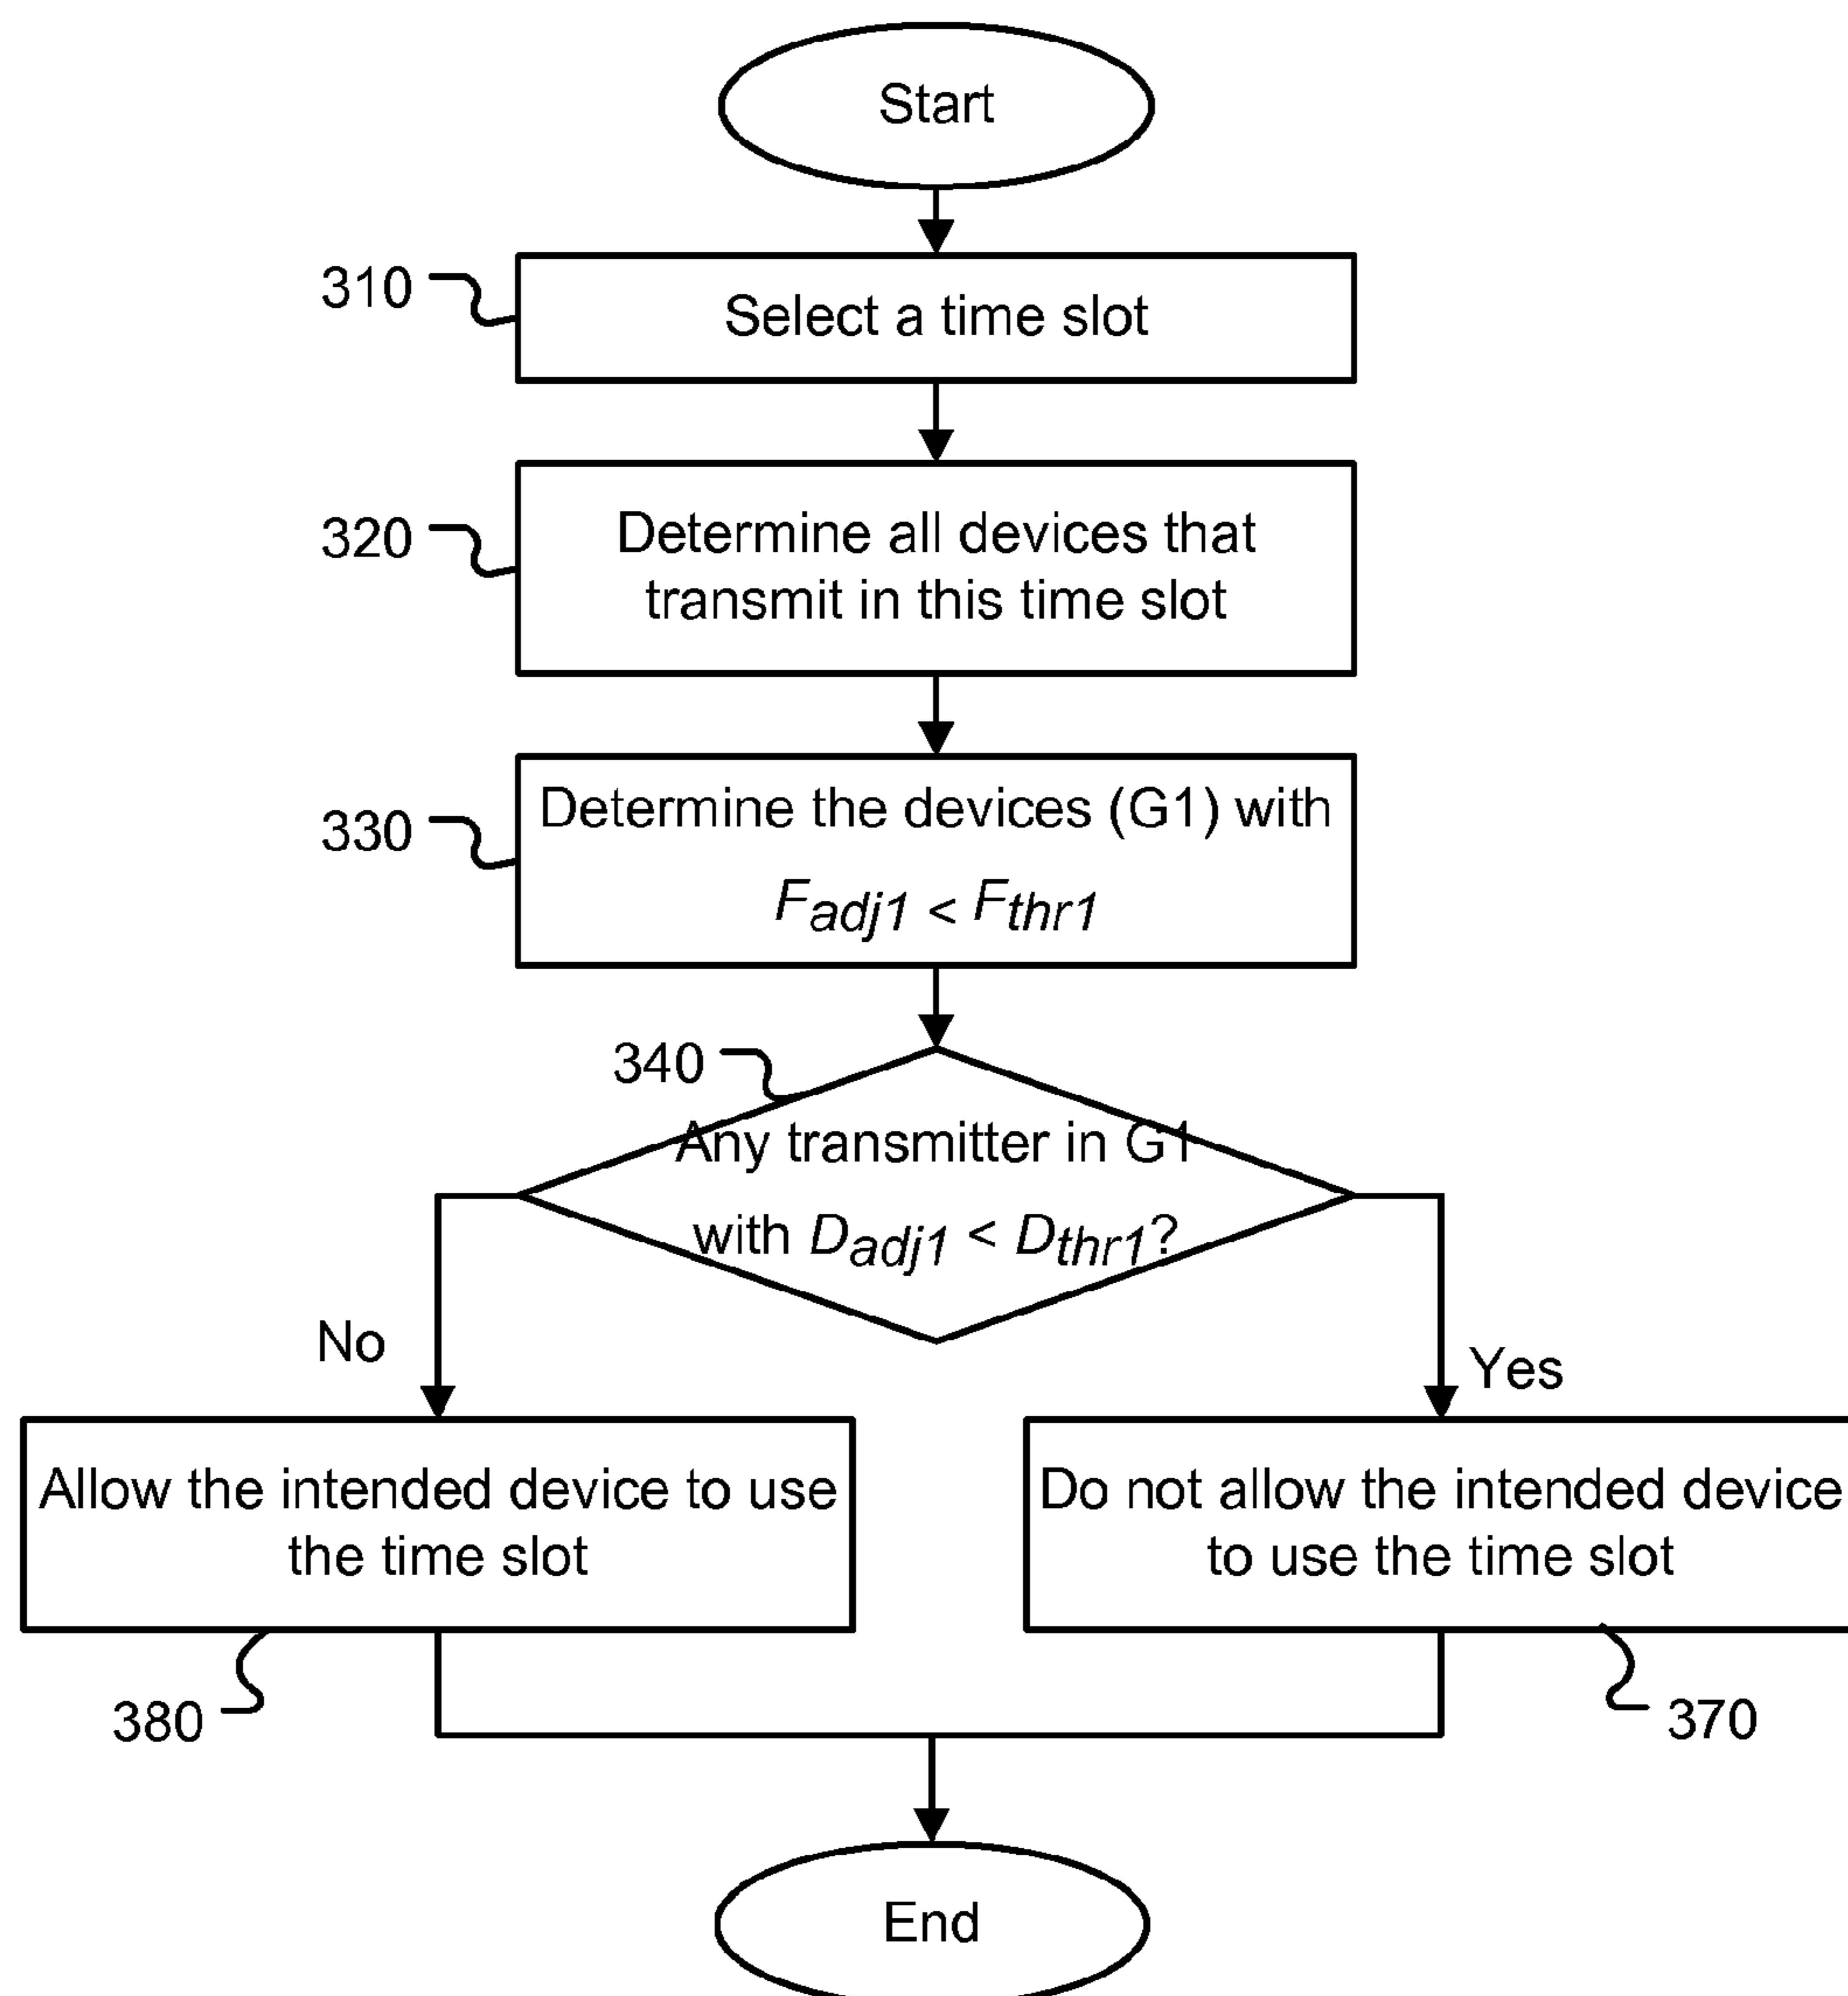 Start
310
Select a time slot
320
Determine all devices that
transmit in this time slot
330
Determine the devices (G1) with
Fadj1 < Fthr1
340
Any transmitter in G1
with Dadj1 < Dthr1?
No
Yes
Allow the intended device to use
the time slot
Do not allow the intended device
to use the time slot
380
370
End